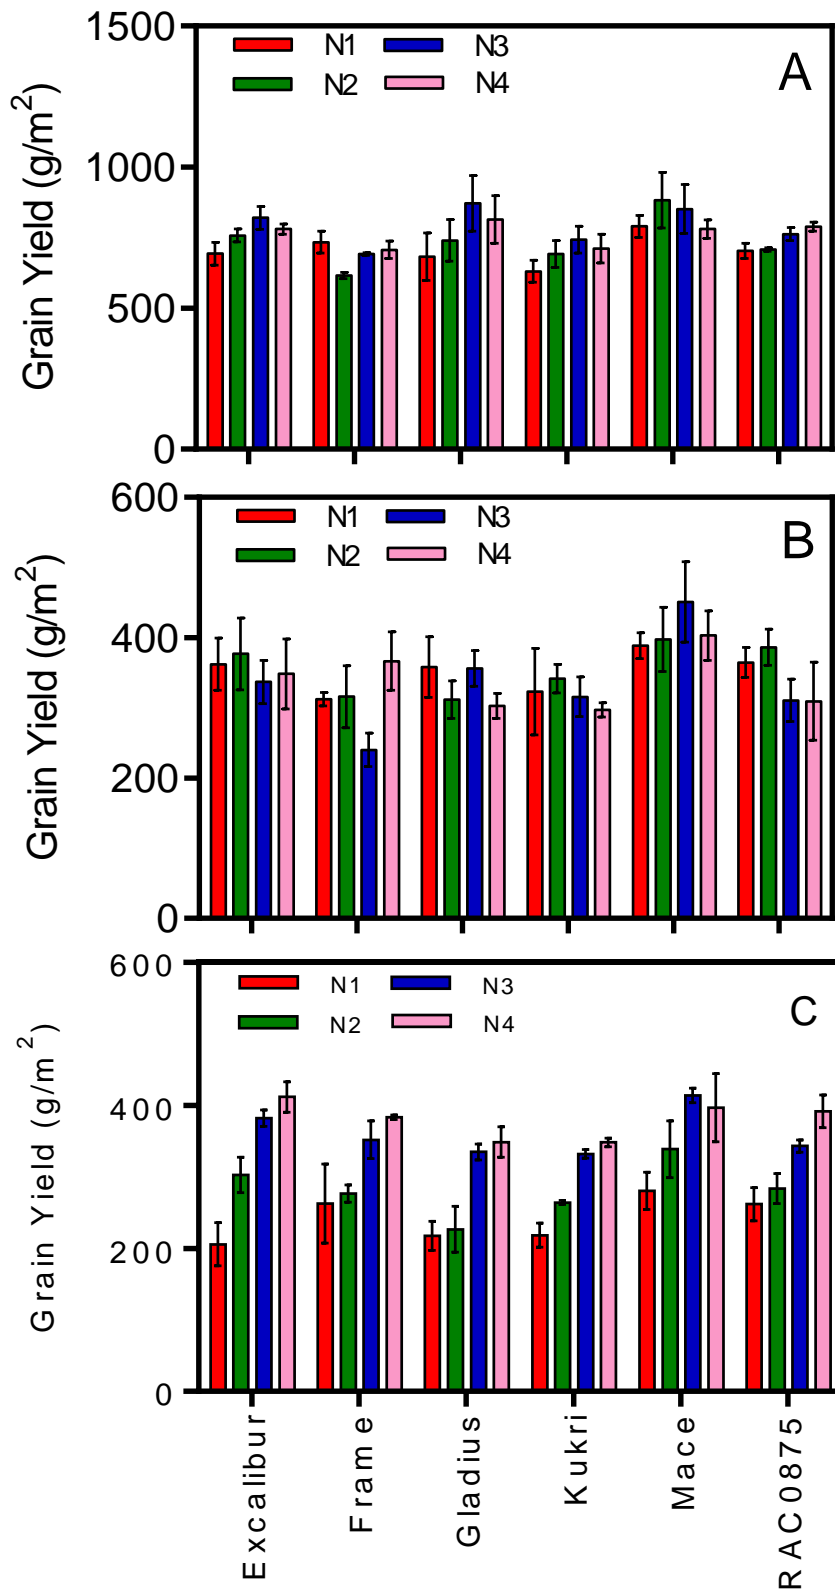 1500
N1 N3
N2 N4
A
1000
500
0
Grain Yield (g/m²)
600
N1 N3
N2 N4
B
400
200
0
Grain Yield (g/m²)
600
N1 N3
N2 N4
C
400
200
0
Grain Yield (g/m²)
Excalibur
Frame
Gladius
Kukri
Mace
RAC0875